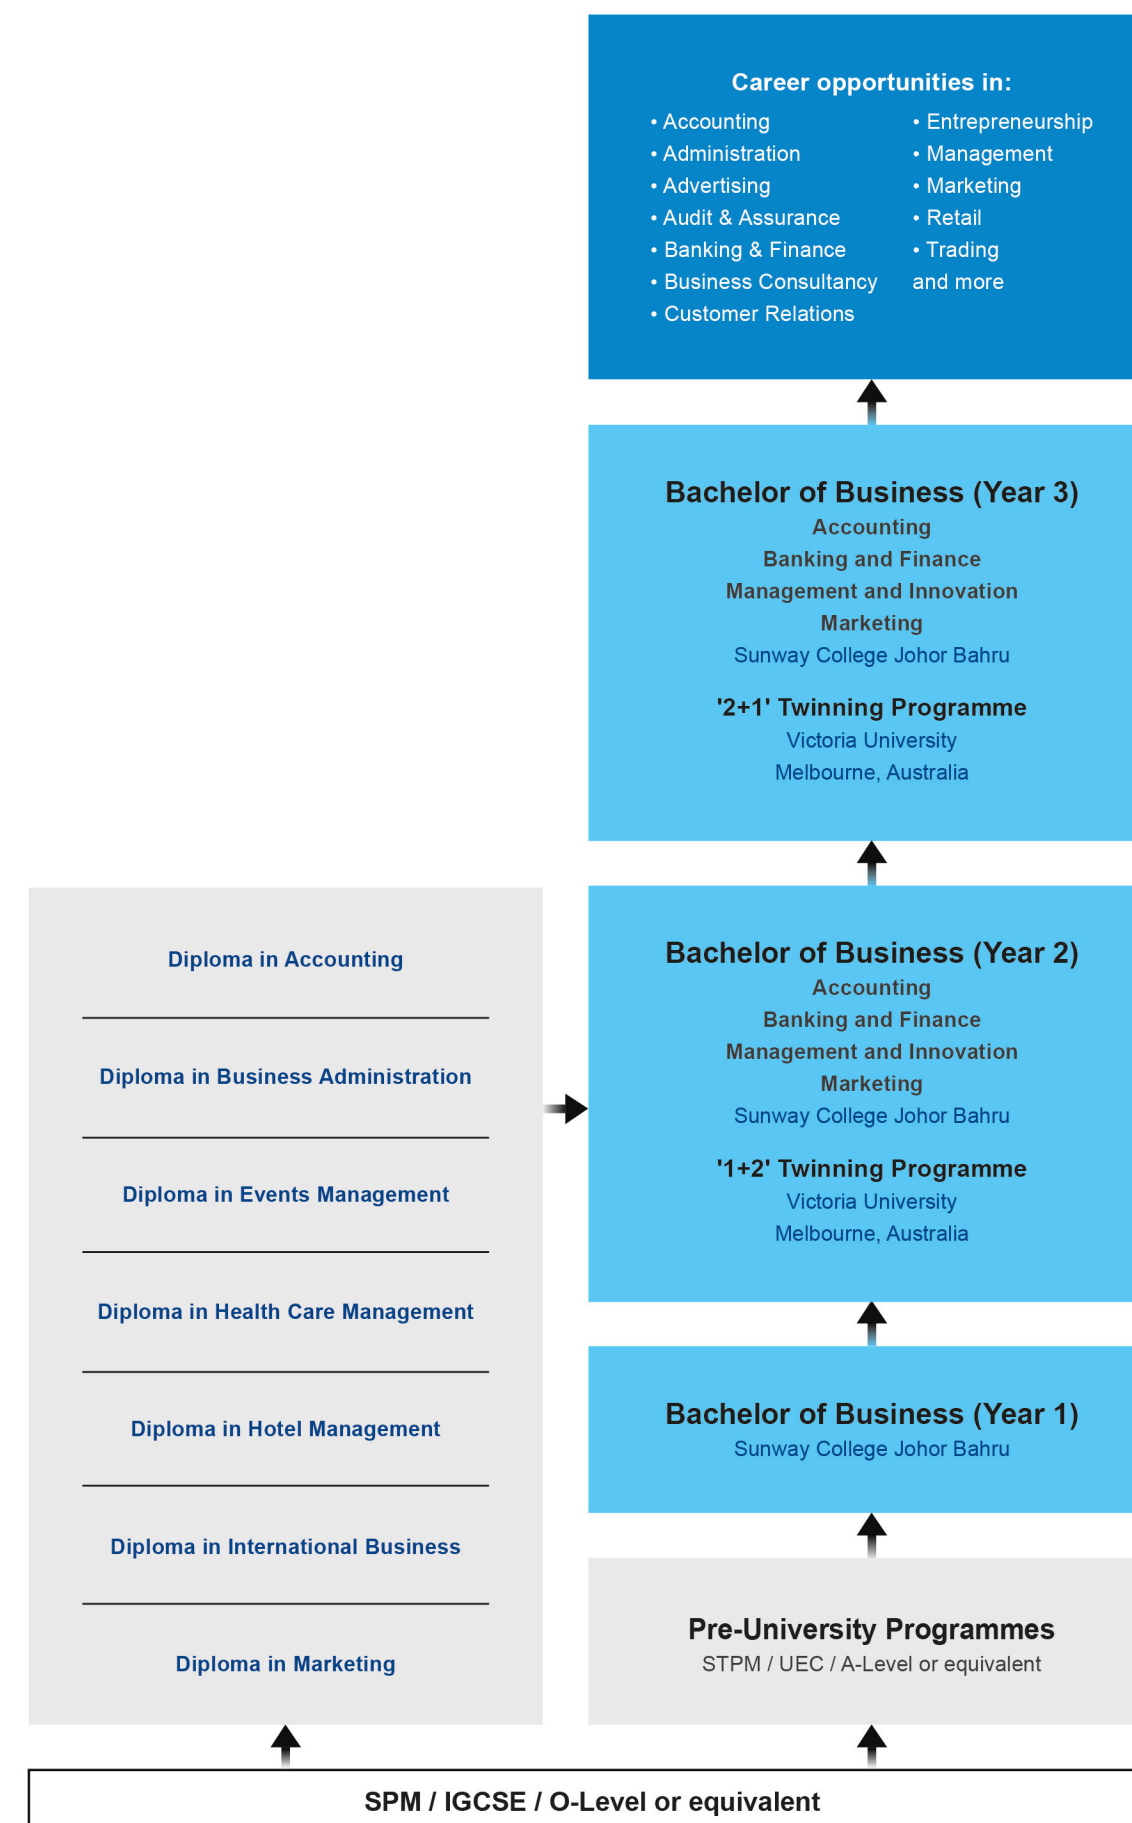 Career opportunities in:
• Accounting
• Administration
• Advertising
• Audit & Assurance
• Banking & Finance
• Business Consultancy
• Customer Relations
• Entrepreneurship
• Management
• Marketing
• Retail
• Trading
and more
Bachelor of Business (Year 3)
Accounting
Banking and Finance
Management and Innovation
Marketing
Sunway College Johor Bahru
'2+1' Twinning Programme
Victoria University
Melbourne, Australia
Diploma in Accounting
Diploma in Business Administration
Diploma in Events Management
Diploma in Health Care Management
Diploma in Hotel Management
Diploma in International Business
Diploma in Marketing
Bachelor of Business (Year 2)
Accounting
Banking and Finance
Management and Innovation
Marketing
Sunway College Johor Bahru
'1+2' Twinning Programme
Victoria University
Melbourne, Australia
Bachelor of Business (Year 1)
Sunway College Johor Bahru
Pre-University Programmes
STPM / UEC / A-Level or equivalent
SPM / IGCSE / O-Level or equivalent